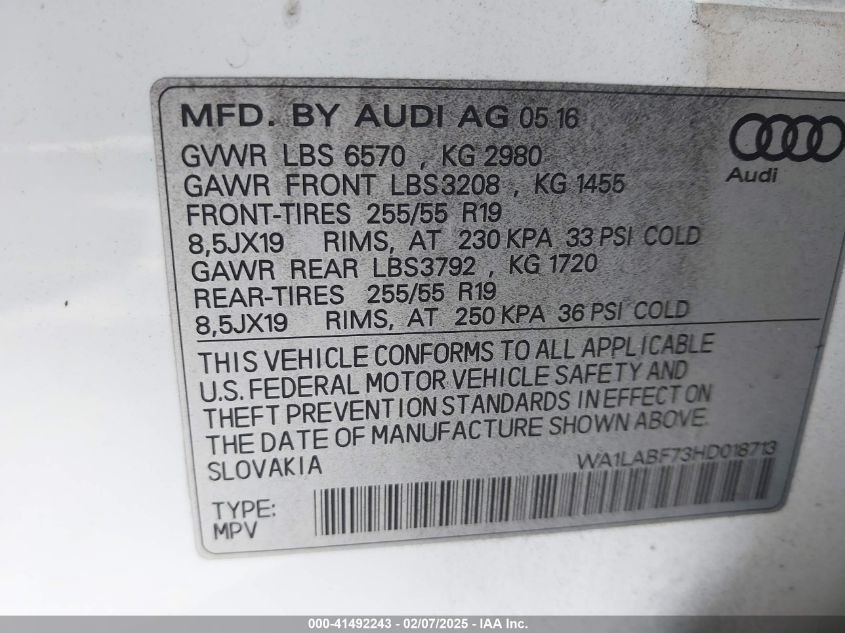 MFD. BY AUDI AG 05 16
GVWR LBS 6570 , KG 2980
GAWR FRONT LBS3208 , KG 1455
FRONT-TIRES 255/55 R19
8,5JX19 RIMS, AT 230 KPA 33 PSI COLD
GAWR REAR LBS3792 , KG 1720
REAR-TIRES 255/55 R19
8,5JX19 RIMS, AT 250 KPA 36 PSI COLD
Audi
THIS VEHICLE CONFORMS TO ALL APPLICABLE
U.S. FEDERAL MOTOR VEHICLE SAFETY AND
THEFT PREVENTION STANDARDS IN EFFECT ON
THE DATE OF MANUFACTURE SHOWN ABOVE.
SLOVAKIA
WA1LABF73HD018713
TYPE:
MPV
000-41492243 - 02/07/2025 - IAA Inc.